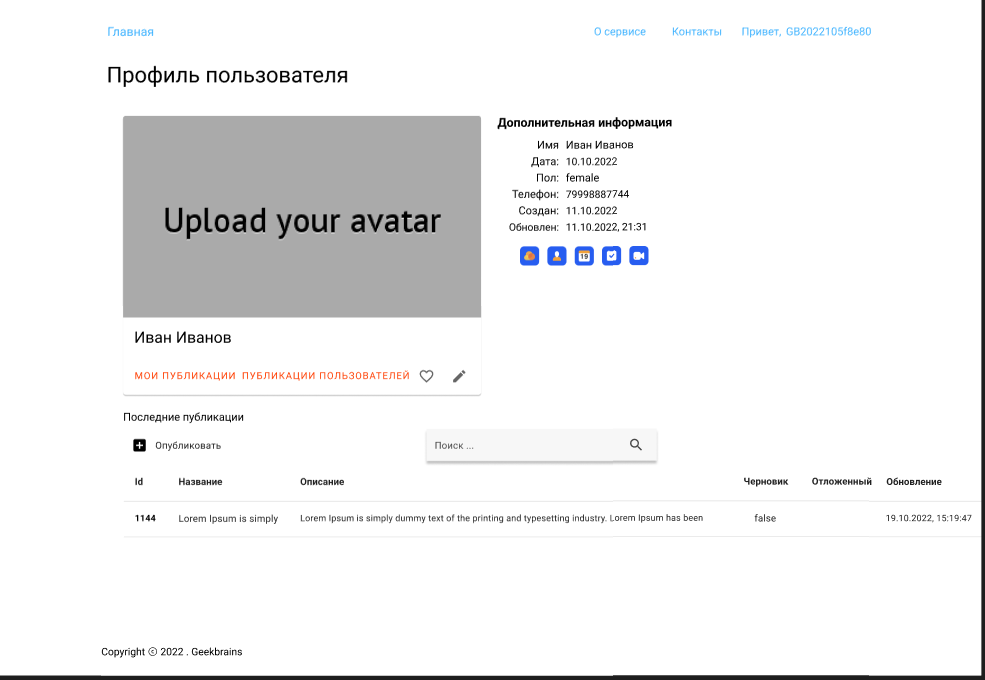 Главная О сервисе Контакты Привет, GB2022105f8e80
Профиль пользователя
Upload your avatar
Иван Иванов
МОИ ПУБЛИКАЦИИ ПУБЛИКАЦИИ ПОЛЬЗОВАТЕЛЕЙ
Дополнительная информация
Имя Иван Иванов
Дата: 10.10.2022
Пол: female
Телефон: 79998887744
Создан: 11.10.2022
Обновлен: 11.10.2022, 21:31
19
Последние публикации
Опубликовать Поиск ...
Id Название Описание Черновик Отложенный Обновление
1144 Lorem Ipsum is simply Lorem Ipsum is simply dummy text of the printing and typesetting industry. Lorem Ipsum has been false 19.10.2022, 15:19:47
Copyright © 2022 . Geekbrains